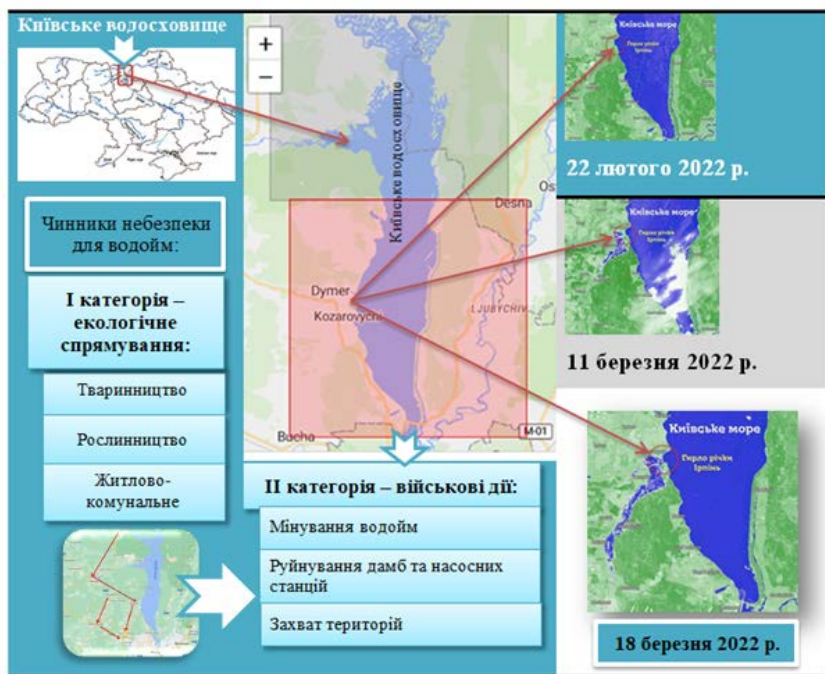 Київське водосховище
Чинники небезпеки
для водойм:
І категорія –
екологічне
спрямування:
Тваринництво
Рослинництво
Житлово-
комунальне
+
−
Київське водосховище
Desna
Dymer
Kozarovychi
LJUBYCHIV
Bucha
M-01
ІІ категорія – військові дії:
Мінування водойм
Руйнування дамб та насосних
станцій
Захват територій
Київське море
Гирло річки
Ірпінь
22 лютого 2022 р.
Київське море
Гирло річки
Ірпінь
11 березня 2022 р.
Київське море
Гирло річки
Ірпінь
18 березня 2022 р.